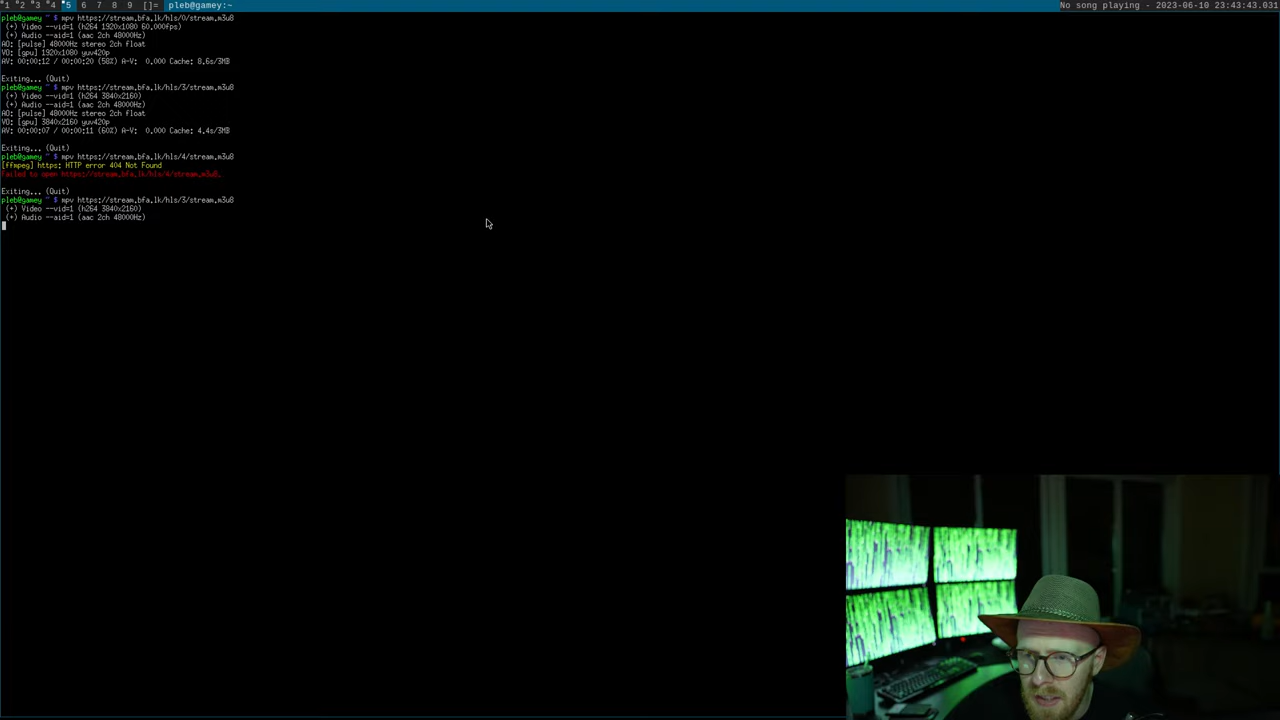 1 2 3 4 5 6 7 8 9 []= pleb@gamey:~ No song playing - 2023-06-10 23:43:43.031
pleb@gamey ~ $ mpv https://stream.bfa.lk/hls/0/stream.m3u8
(+) Video --vid=1 (h264 1920x1080 60.000fps)
(+) Audio --aid=1 (aac 2ch 48000Hz)
AO: [pulse] 48000Hz stereo 2ch float
VO: [gpu] 1920x1080 yuv420p
AV: 00:00:12 / 00:00:20 (58%) A-V: 0.000 Cache: 8.6s/3MB
Exiting... (Quit)
pleb@gamey ~ $ mpv https://stream.bfa.lk/hls/3/stream.m3u8
(+) Video --vid=1 (h264 3840x2160)
(+) Audio --aid=1 (aac 2ch 48000Hz)
AO: [pulse] 48000Hz stereo 2ch float
VO: [gpu] 3840x2160 yuv420p
AV: 00:00:07 / 00:00:11 (60%) A-V: 0.000 Cache: 4.4s/3MB
Exiting... (Quit)
pleb@gamey ~ $ mpv https://stream.bfa.lk/hls/4/stream.m3u8
[ffmpeg] https: HTTP error 404 Not Found
Failed to open https://stream.bfa.lk/hls/4/stream.m3u8.
Exiting... (Quit)
pleb@gamey ~ $ mpv https://stream.bfa.lk/hls/3/stream.m3u8
(+) Video --vid=1 (h264 3840x2160)
(+) Audio --aid=1 (aac 2ch 48000Hz)